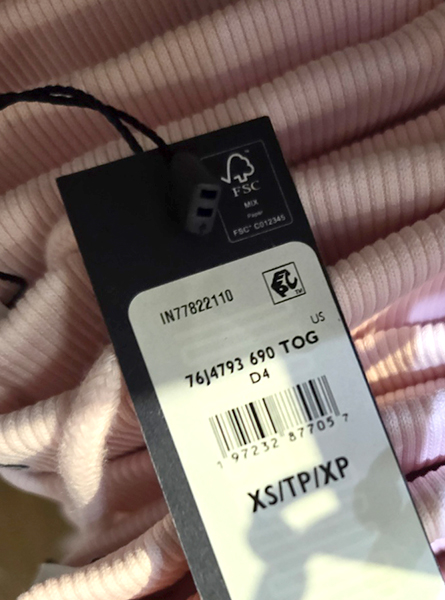 FSC
MIX
Paper
FSC® C012345
IN77822110
US
76J4793 690 TOG
D4
1 97232 87705 7
XS/TP/XP